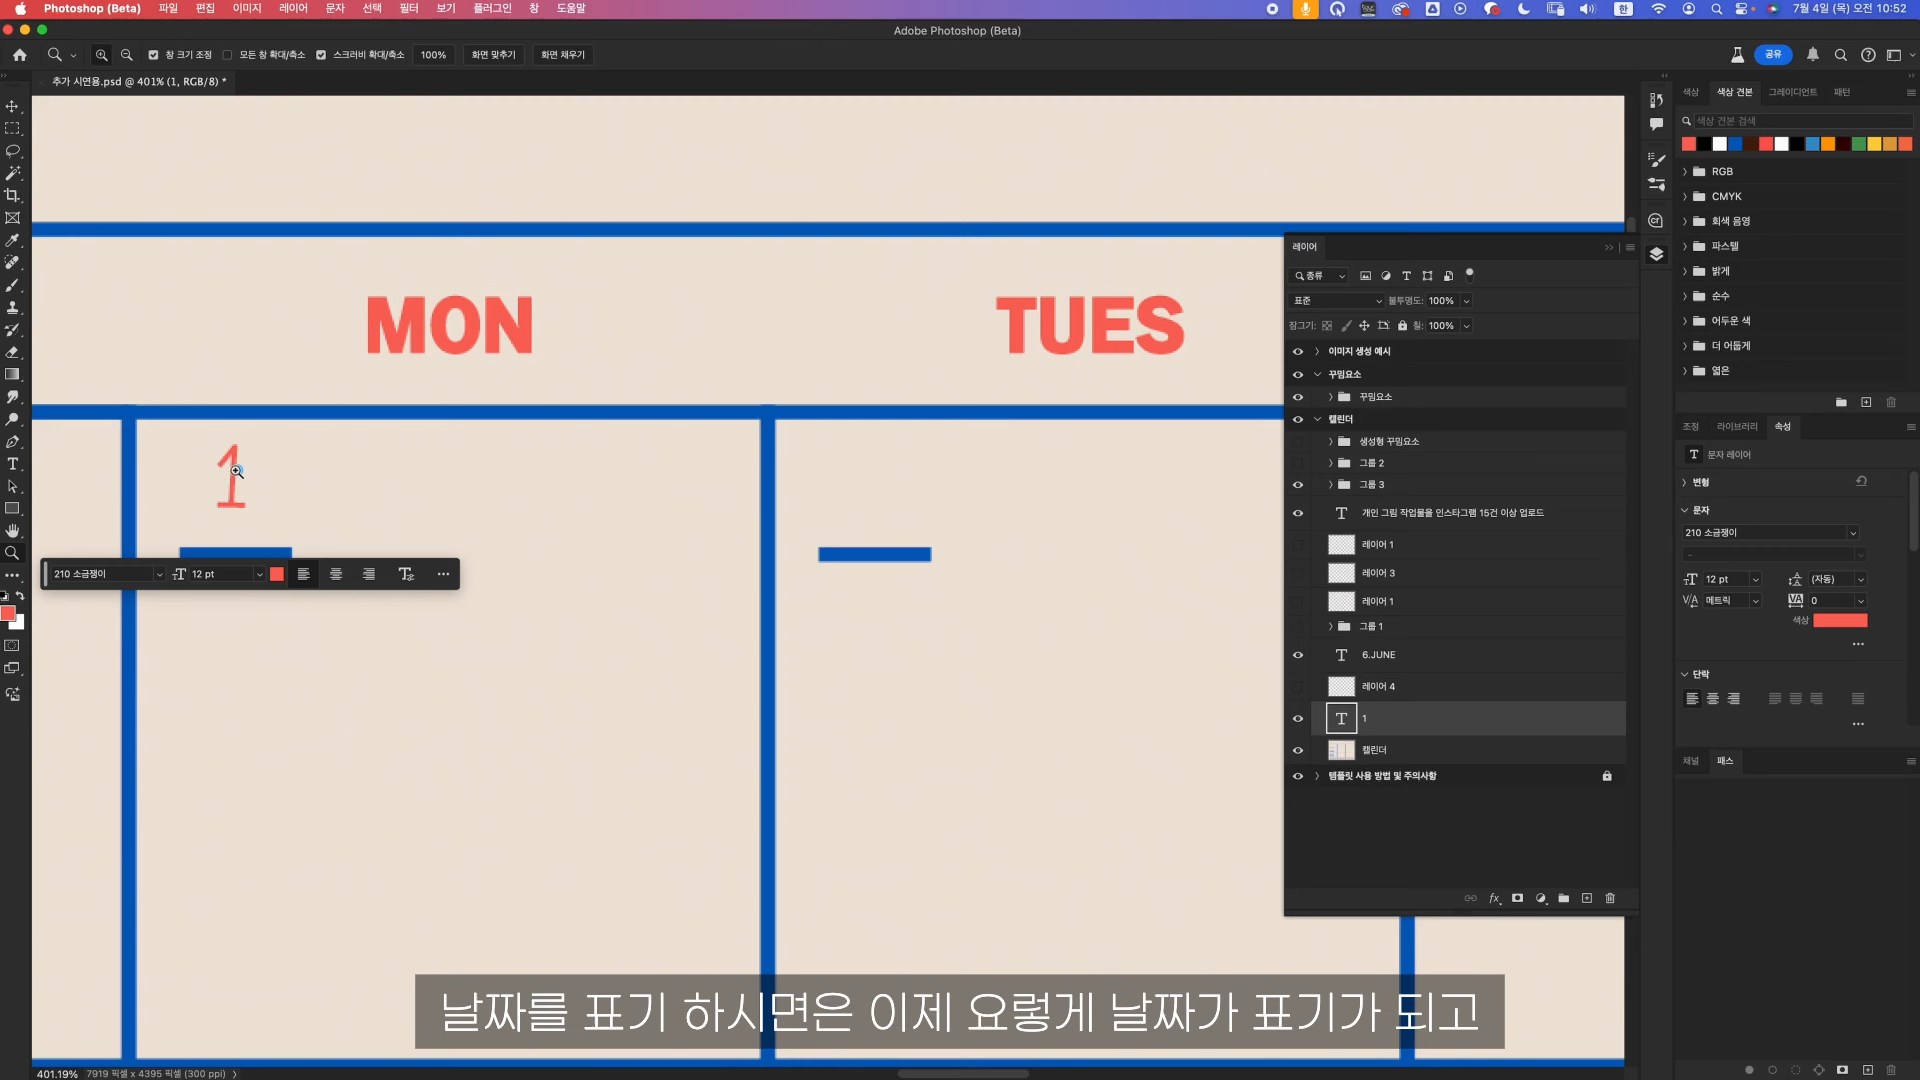 Photoshop (Beta) 파일 편집 이미지 레이어 문자 선택 필터 보기 플러그인 창 도움말
한 7월 4일 (목) 오전 10:52
Adobe Photoshop (Beta)
창 크기 조정 모든 창 확대/축소 스크러비 확대/축소 100% 화면 맞추기 화면 채우기
공유
추가 시연용.psd @ 401% (1, RGB/8) *
MON
TUES
1
210 소금쟁이 12 pt
레이어
종류
표준 불투명도: 100%
잠그기: 칠: 100%
이미지 생성 예시
꾸밈요소
꾸밈요소
캘린더
생성형 꾸밈요소
그룹 2
그룹 3
개인 그림 작업물을 인스타그램 15건 이상 업로드
레이어 1
레이어 3
레이어 1
그룹 1
6.JUNE
레이어 4
1
캘린더
템플릿 사용 방법 및 주의사항
fx
색상 색상 견본 그레이디언트 패턴
색상 견본 검색
RGB
CMYK
회색 음영
파스텔
밝게
순수
어두운 색
더 어둡게
옅은
조정 라이브러리 속성
문자 레이어
변형
문자
210 소금쟁이
12 pt (자동)
메트릭 0
색상
단락
채널 패스
날짜를 표기 하시면은 이제 요렇게 날짜가 표기가 되고
401.19% 7919 픽셀 x 4395 픽셀 (300 ppi)